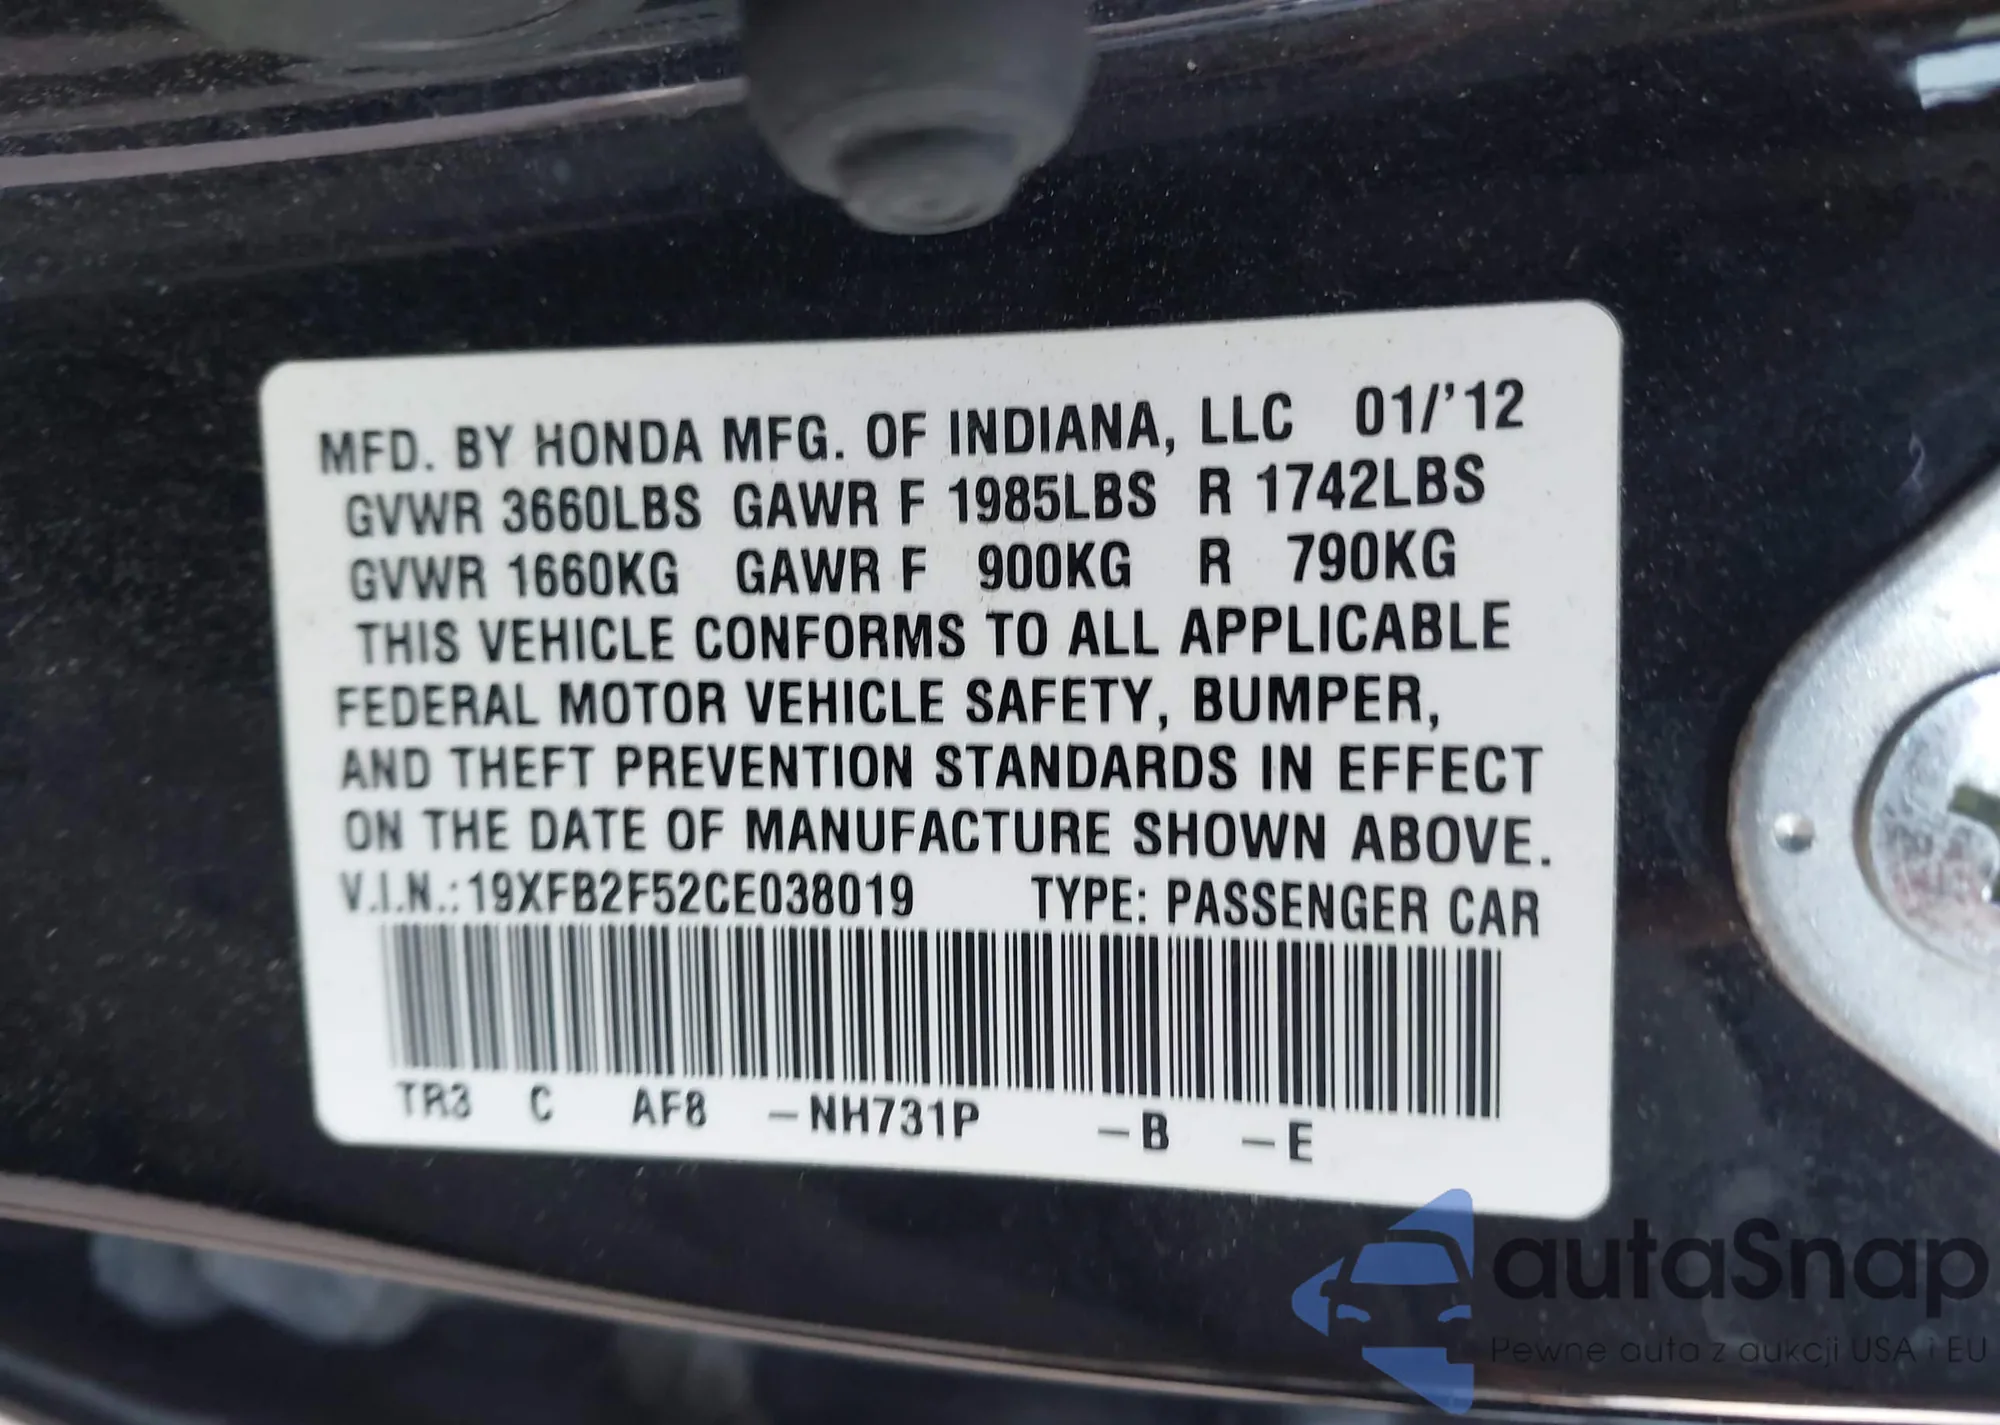 MFD. BY HONDA MFG. OF INDIANA, LLC 01/'12
GVWR 3660LBS GAWR F 1985LBS R 1742LBS
GVWR 1660KG GAWR F 900KG R 790KG
THIS VEHICLE CONFORMS TO ALL APPLICABLE
FEDERAL MOTOR VEHICLE SAFETY, BUMPER,
AND THEFT PREVENTION STANDARDS IN EFFECT
ON THE DATE OF MANUFACTURE SHOWN ABOVE.
V.I.N.: 19XFB2F52CE038019 TYPE: PASSENGER CAR
TR3 C AF8 –NH731P –B –E
autaSnap
Pewne auta z aukcji USA i EU